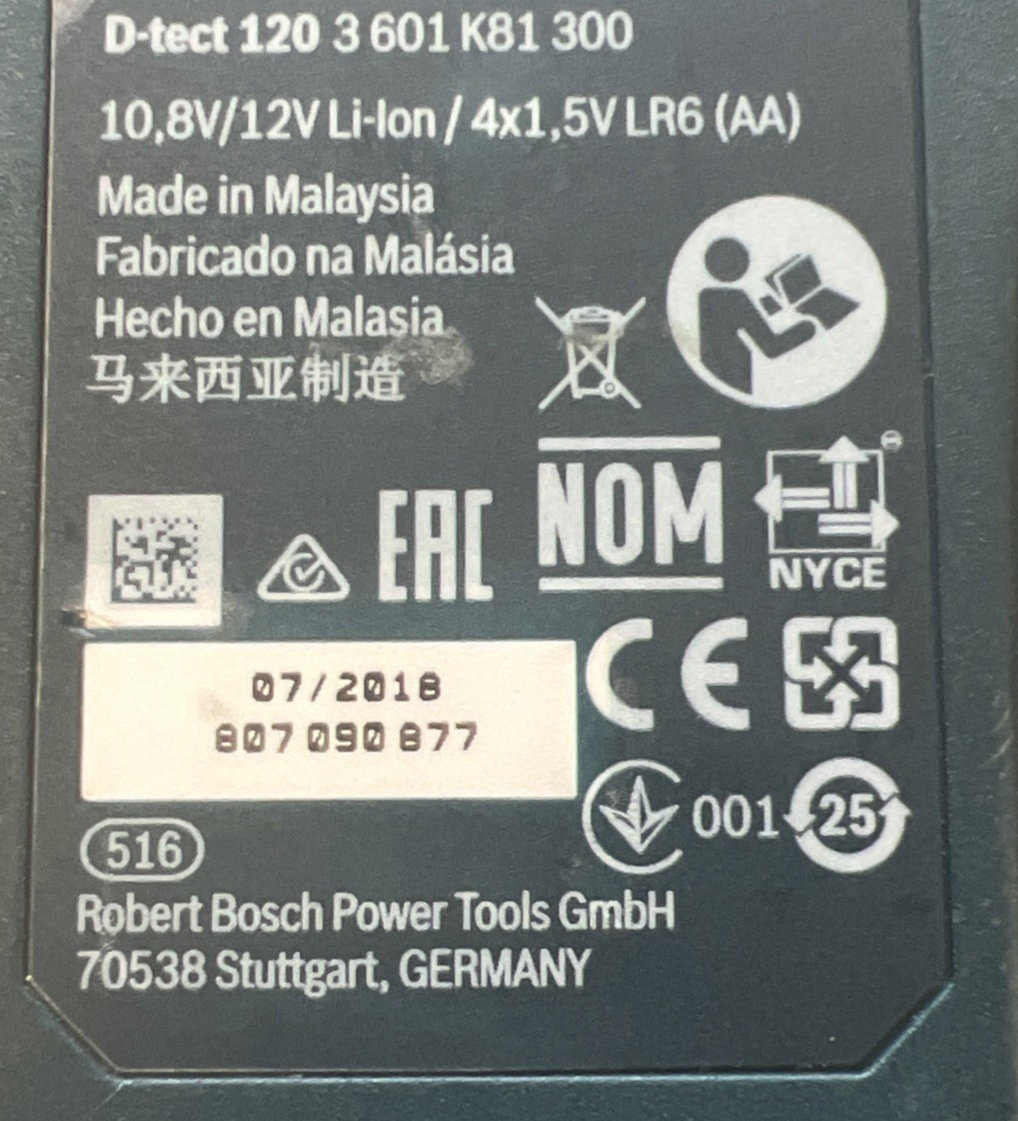 D-tect 120 3 601 K81 300
10,8V/12V Li-Ion / 4x1,5V LR6 (AA)
Made in Malaysia
Fabricado na Malásia
Hecho en Malasia
马来西亚制造
EAC
NOM
NYCE
CE
07/2018
807 090 877
001
25
516
Robert Bosch Power Tools GmbH
70538 Stuttgart, GERMANY